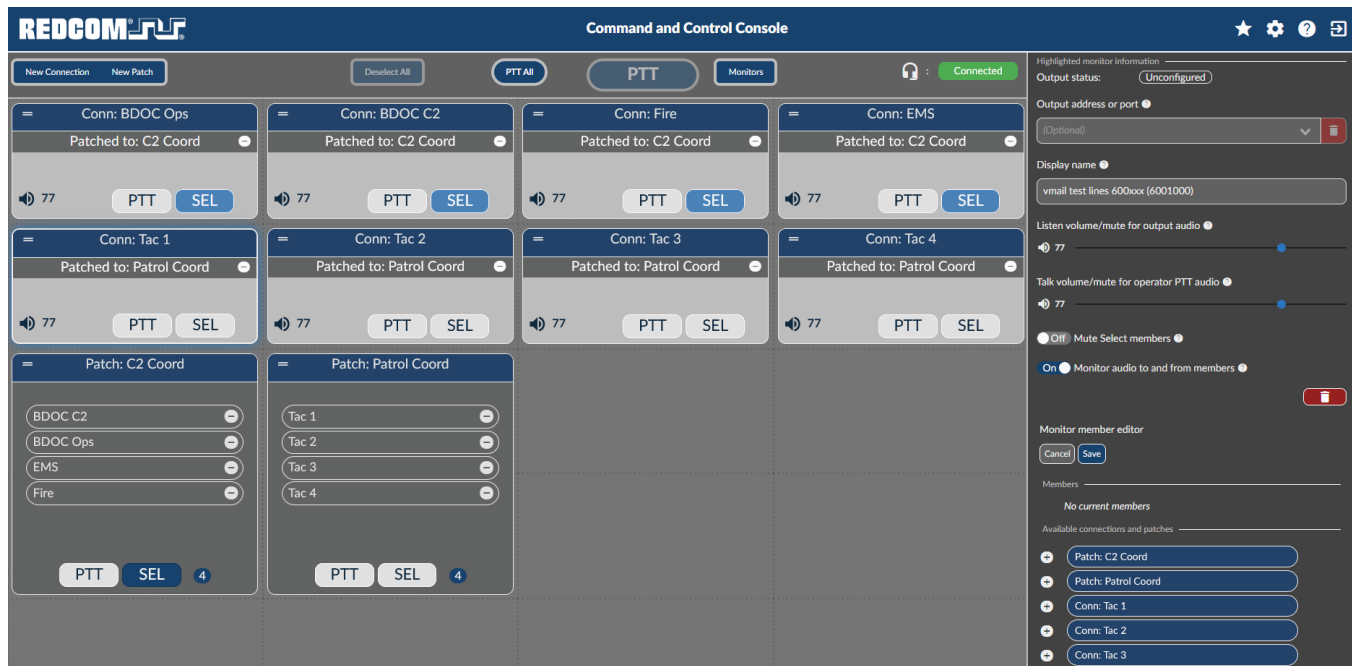 REDCOM®
Command and Control Console
New Connection New Patch
Deselect All
PTT All
PTT
Monitors
: Connected
Conn: BDOC Ops
Patched to: C2 Coord
77 PTT SEL
Conn: BDOC C2
Patched to: C2 Coord
77 PTT SEL
Conn: Fire
Patched to: C2 Coord
77 PTT SEL
Conn: EMS
Patched to: C2 Coord
77 PTT SEL
Conn: Tac 1
Patched to: Patrol Coord
77 PTT SEL
Conn: Tac 2
Patched to: Patrol Coord
77 PTT SEL
Conn: Tac 3
Patched to: Patrol Coord
77 PTT SEL
Conn: Tac 4
Patched to: Patrol Coord
77 PTT SEL
Patch: C2 Coord
BDOC C2
BDOC Ops
EMS
Fire
PTT SEL 4
Patch: Patrol Coord
Tac 1
Tac 2
Tac 3
Tac 4
PTT SEL 4
Highlighted monitor information
Output status: Unconfigured
Output address or port ?
(Optional)
Display name ?
vmail test lines 600xxx (6001000)
Listen volume/mute for output audio ?
77
Talk volume/mute for operator PTT audio ?
77
Off Mute Select members ?
On Monitor audio to and from members ?
Monitor member editor
Cancel Save
Members
No current members
Available connections and patches
Patch: C2 Coord
Patch: Patrol Coord
Conn: Tac 1
Conn: Tac 2
Conn: Tac 3